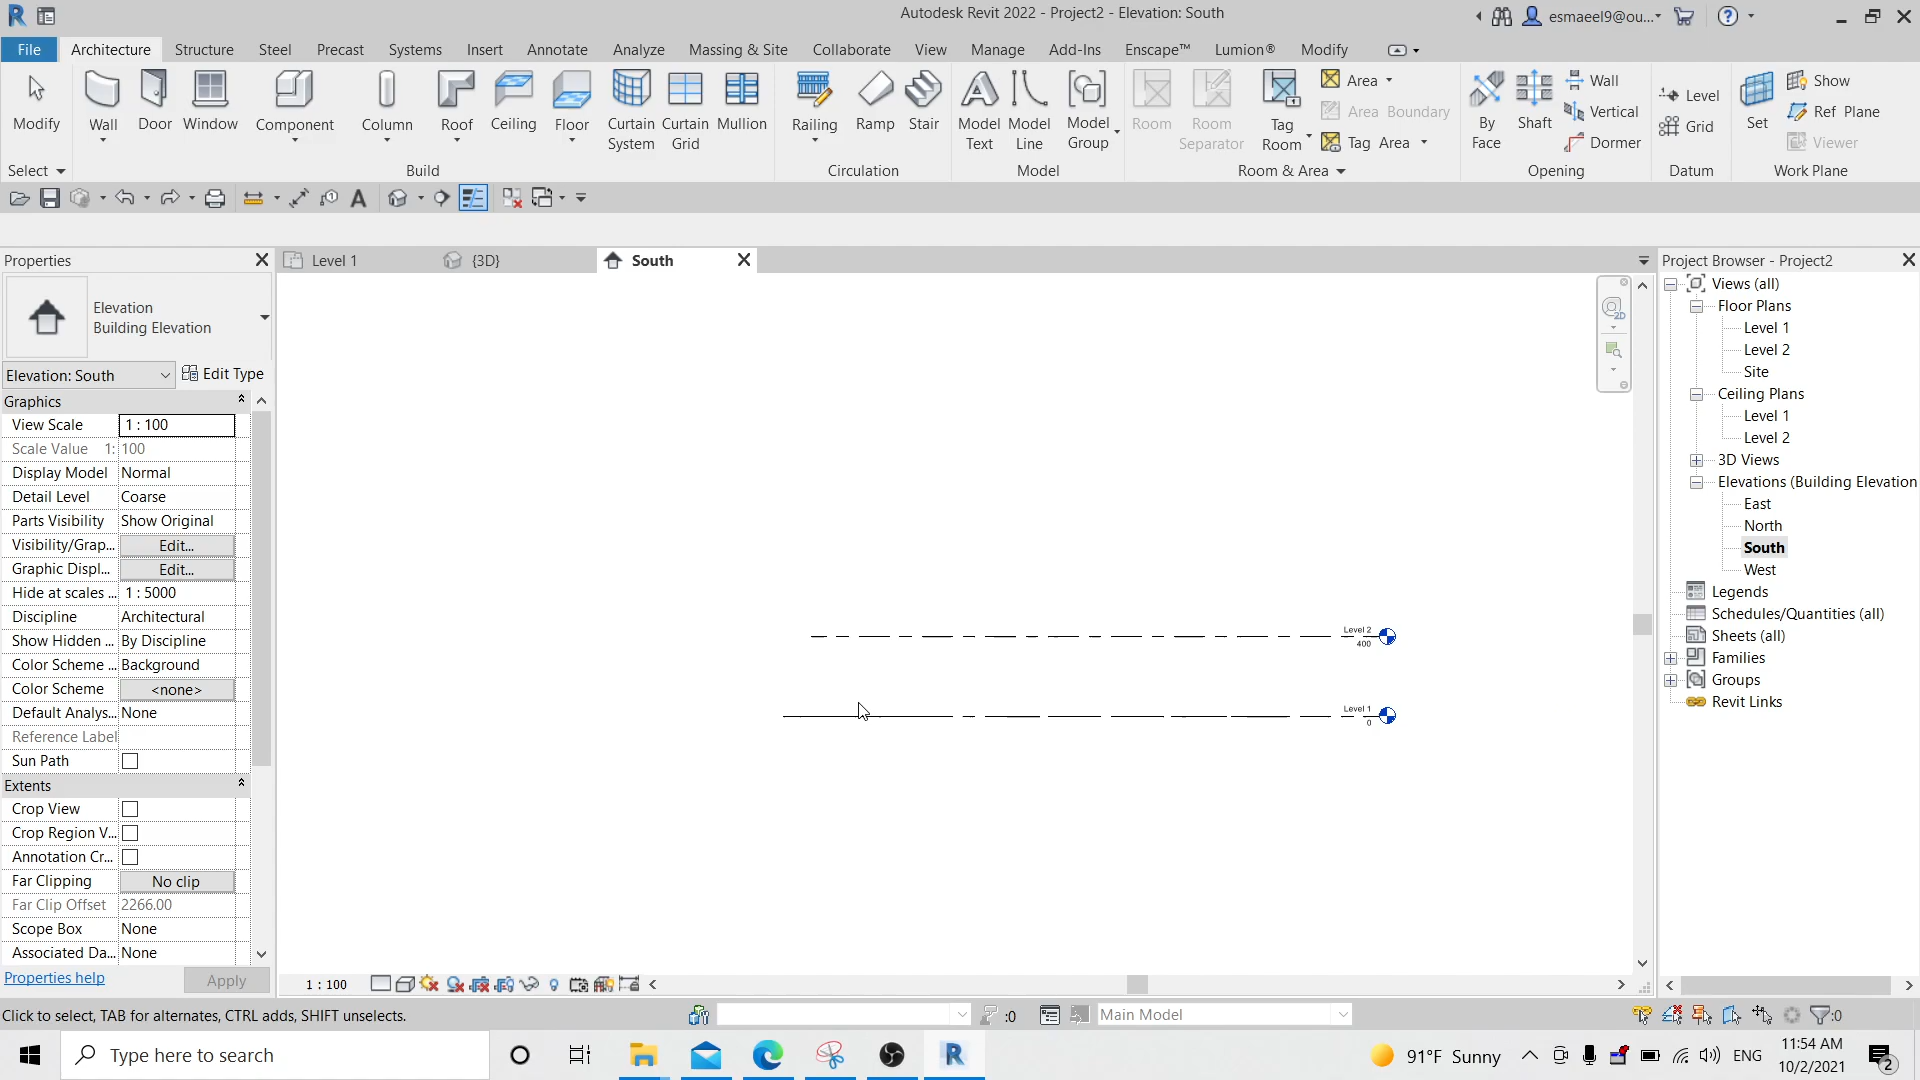 Autodesk Revit 2022 - Project2 - Elevation: South
esmaeel9@ou...
File Architecture Structure Steel Precast Systems Insert Annotate Analyze Massing & Site Collaborate View Manage Add-Ins Enscape™ Lumion® Modify
Modify
Wall
Door
Window
Component
Column
Roof
Ceiling
Floor
Curtain System
Curtain Grid
Mullion
Railing
Ramp
Stair
Model Text
Model Line
Model Group
Room
Room Separator
Tag Room
Area
Area Boundary
Tag Area
By Face
Shaft
Wall
Vertical
Dormer
Level
Grid
Set
Show
Ref Plane
Viewer
Select
Build
Circulation
Model
Room & Area
Opening
Datum
Work Plane
Properties
Level 1
{3D}
South
Project Browser - Project2
Elevation
Building Elevation
Elevation: South
Edit Type
Graphics
View Scale 1 : 100
Scale Value 1: 100
Display Model Normal
Detail Level Coarse
Parts Visibility Show Original
Visibility/Grap... Edit...
Graphic Displ... Edit...
Hide at scales ... 1 : 5000
Discipline Architectural
Show Hidden ... By Discipline
Color Scheme ... Background
Color Scheme <none>
Default Analys... None
Reference Label
Sun Path
Extents
Crop View
Crop Region V...
Annotation Cr...
Far Clipping No clip
Far Clip Offset 2266.00
Scope Box None
Associated Da... None
Properties help
Apply
Level 2
400
Level 1
0
2D
Views (all)
Floor Plans
Level 1
Level 2
Site
Ceiling Plans
Level 1
Level 2
3D Views
Elevations (Building Elevation
East
North
South
West
Legends
Schedules/Quantities (all)
Sheets (all)
Families
Groups
Revit Links
1 : 100
Click to select, TAB for alternates, CTRL adds, SHIFT unselects.
:0
Main Model
:0
Type here to search
91°F Sunny
ENG
11:54 AM
10/2/2021
2